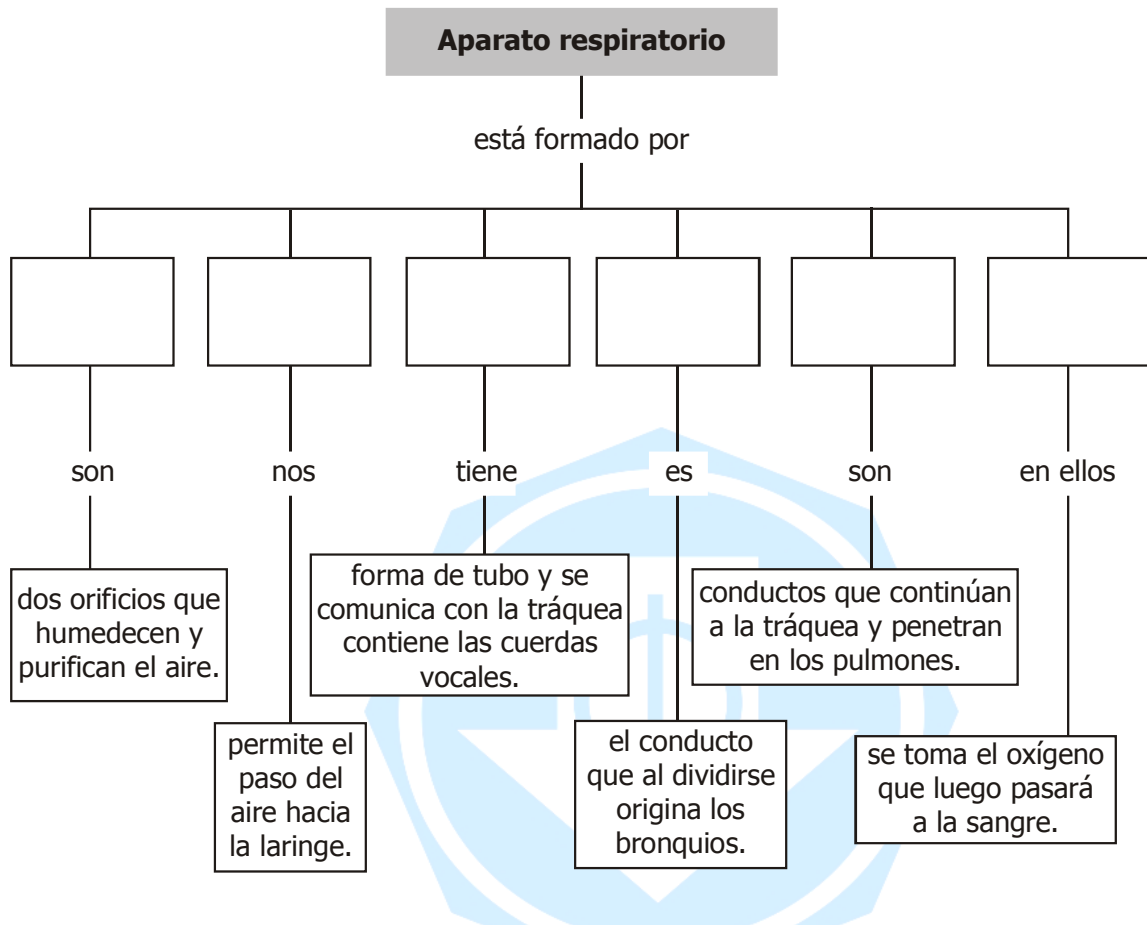 Aparato respiratorio
está formado por
son
nos
tiene
es
son
en ellos
dos orificios que
humedecen y
purifican el aire.
permite el
paso del
aire hacia
la laringe.
forma de tubo y se
comunica con la tráquea
contiene las cuerdas
vocales.
el conducto
que al dividirse
origina los
bronquios.
conductos que continúan
a la tráquea y penetran
en los pulmones.
se toma el oxígeno
que luego pasará
a la sangre.